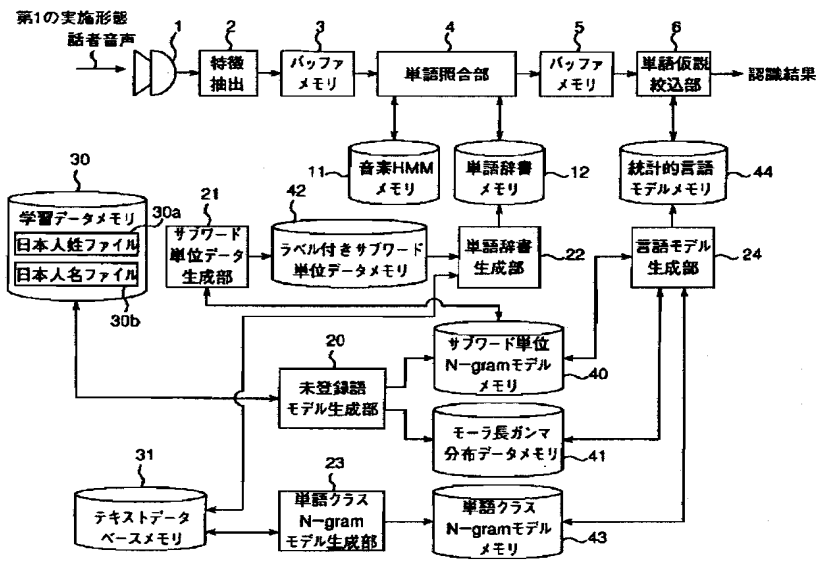 第1の実施形態
話者音声
1
2
3
4
5
6
特徴
抽出
バッファ
メモリ
単語照合部
バッファ
メモリ
単語仮説
絞込部
認識結果
11
音素HMM
メモリ
単語辞書
メモリ
12
統計的言語
モデルメモリ
44
30
学習データメモリ
30a
日本人姓ファイル
日本人名ファイル
30b
21
サブワード
単位データ
生成部
42
ラベル付きサブワード
単位データメモリ
単語辞書
生成部
22
言語モデル
生成部
24
20
未登録語
モデル生成部
サブワード単位
N-gramモデル
メモリ
40
モーラ長ガンマ
分布データメモリ
41
31
テキストデータ
ベースメモリ
23
単語クラス
N-gram
モデル生成部
単語クラス
N-gramモデル
メモリ
43